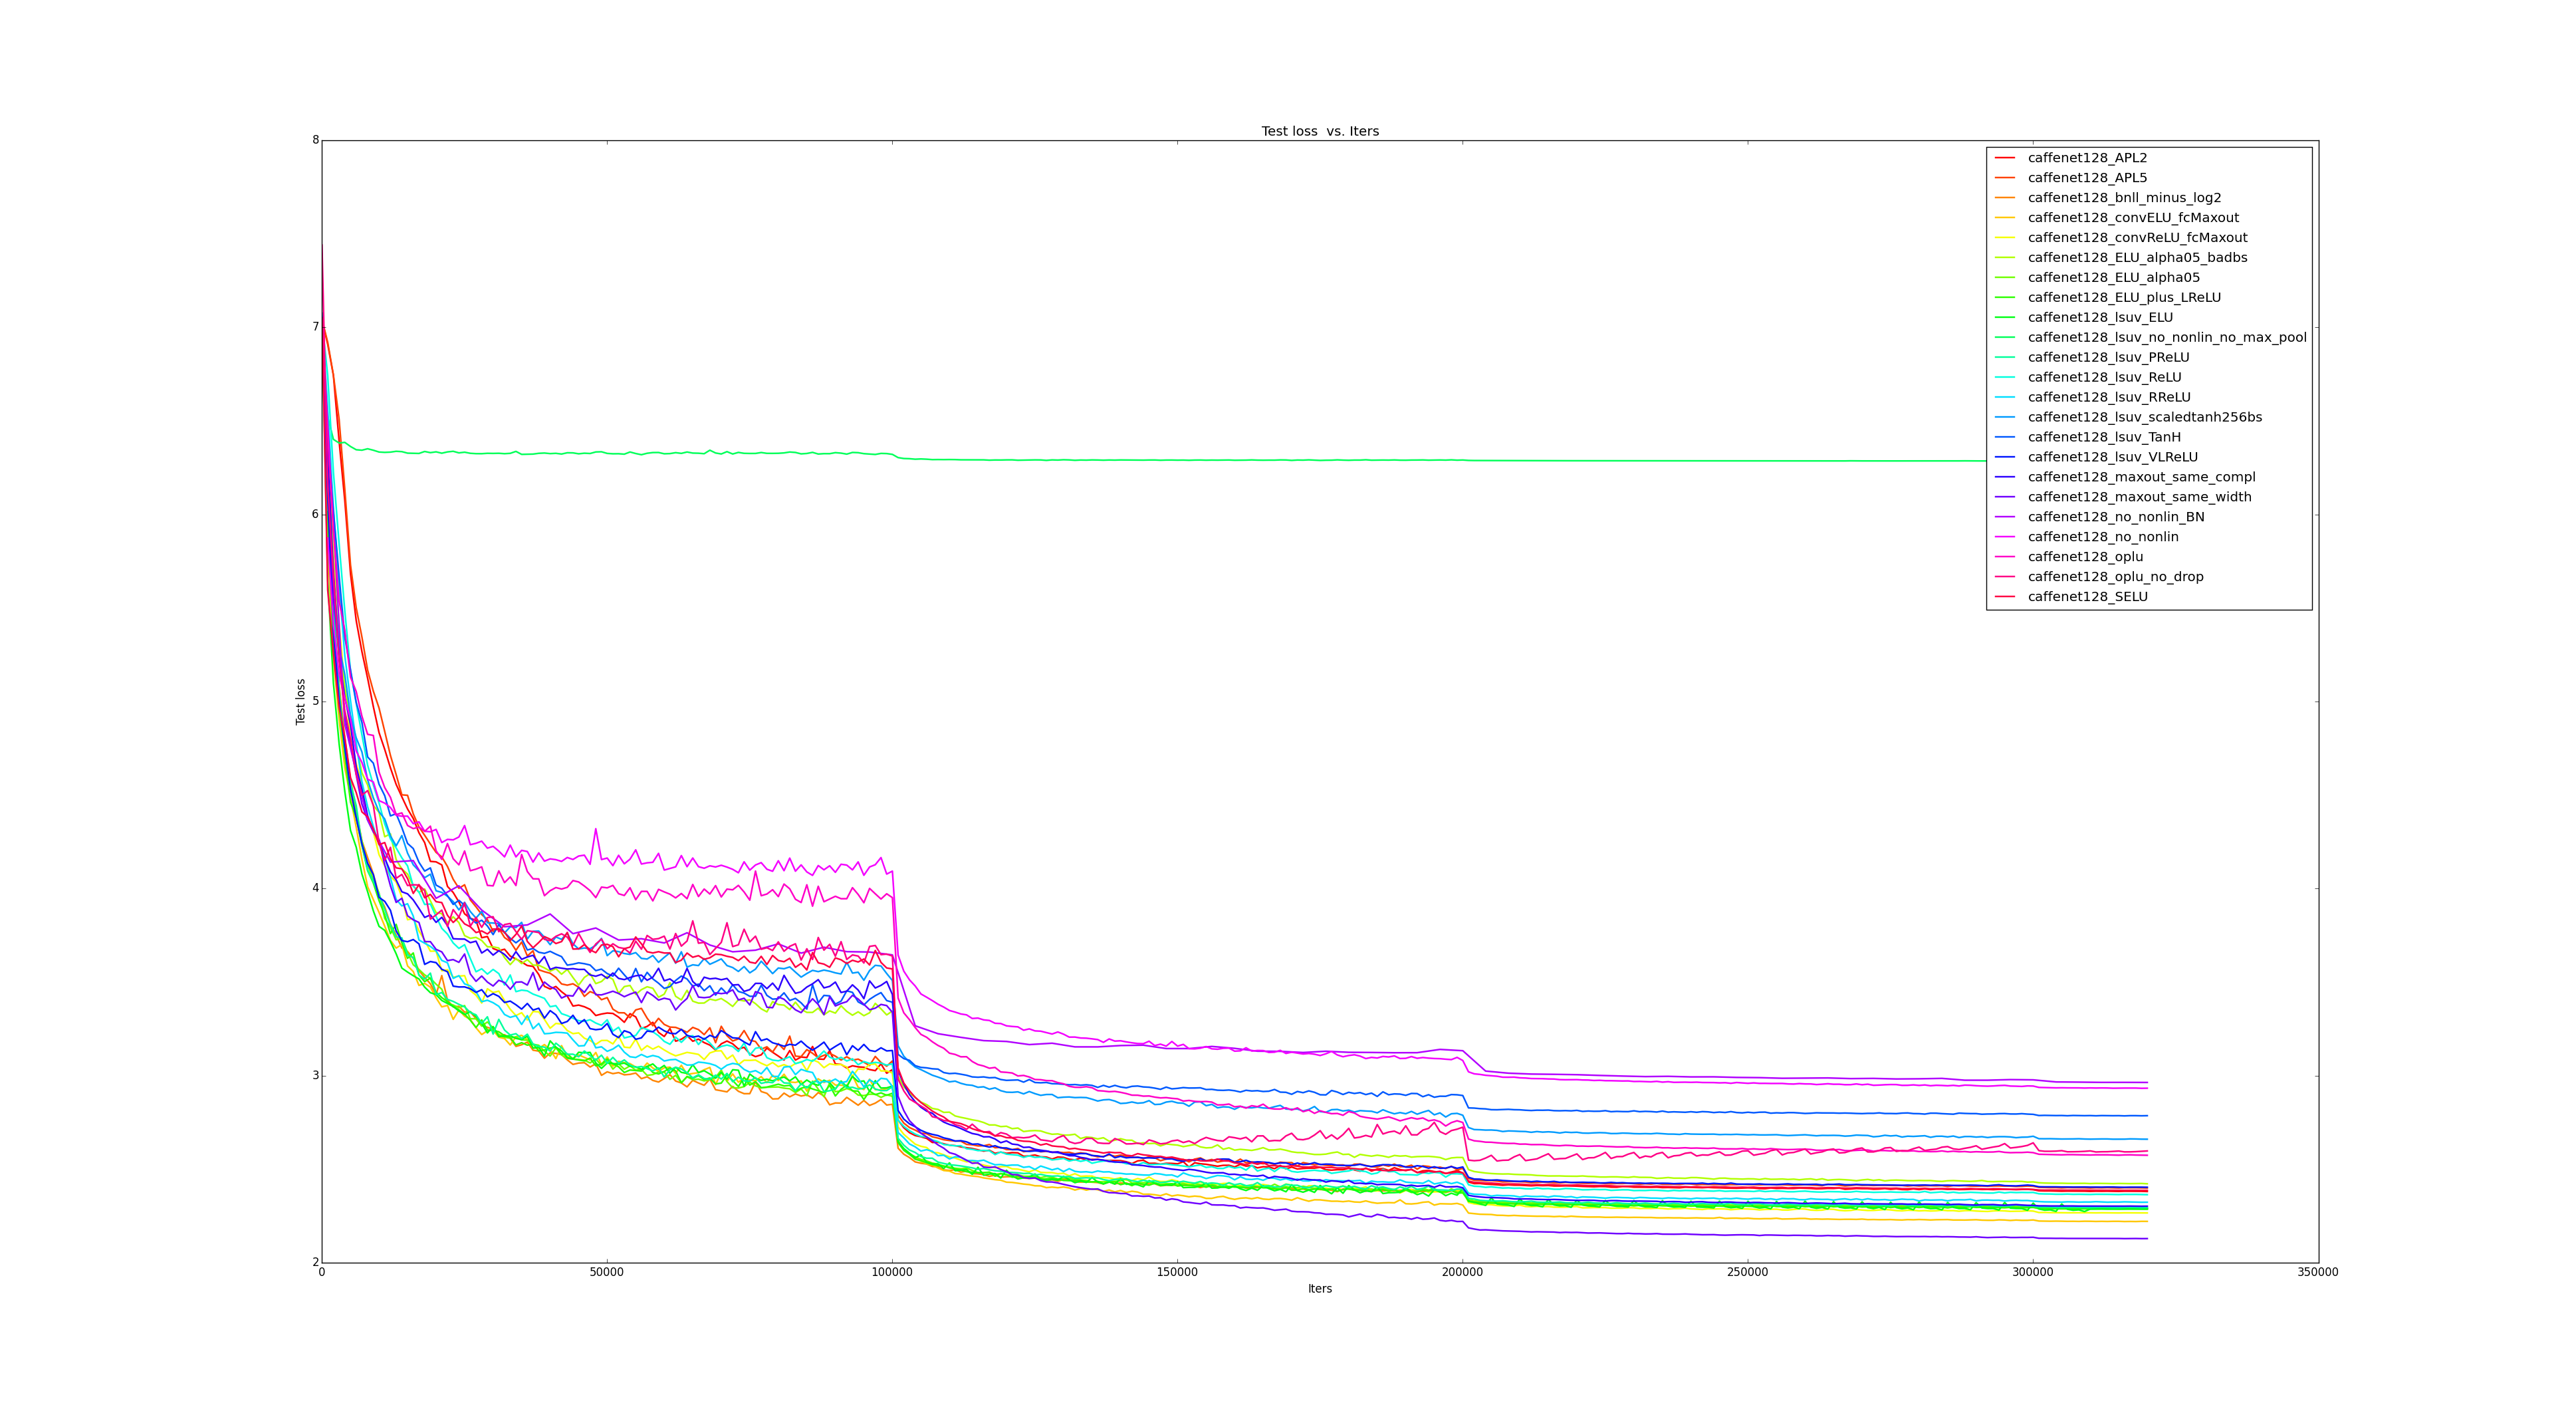 Test loss vs. Iters
8
7
6
5
4
3
2
Test loss
caffenet128_APL2
caffenet128_APL5
caffenet128_bnll_minus_log2
caffenet128_convELU_fcMaxout
caffenet128_convReLU_fcMaxout
caffenet128_ELU_alpha05_badbs
caffenet128_ELU_alpha05
caffenet128_ELU_plus_LReLU
caffenet128_lsuv_ELU
caffenet128_lsuv_no_nonlin_no_max_pool
caffenet128_lsuv_PReLU
caffenet128_lsuv_ReLU
caffenet128_lsuv_RReLU
caffenet128_lsuv_scaledtanh256bs
caffenet128_lsuv_TanH
caffenet128_lsuv_VLReLU
caffenet128_maxout_same_compl
caffenet128_maxout_same_width
caffenet128_no_nonlin_BN
caffenet128_no_nonlin
caffenet128_oplu
caffenet128_oplu_no_drop
caffenet128_SELU
0 50000 100000 150000 200000 250000 300000 350000
Iters